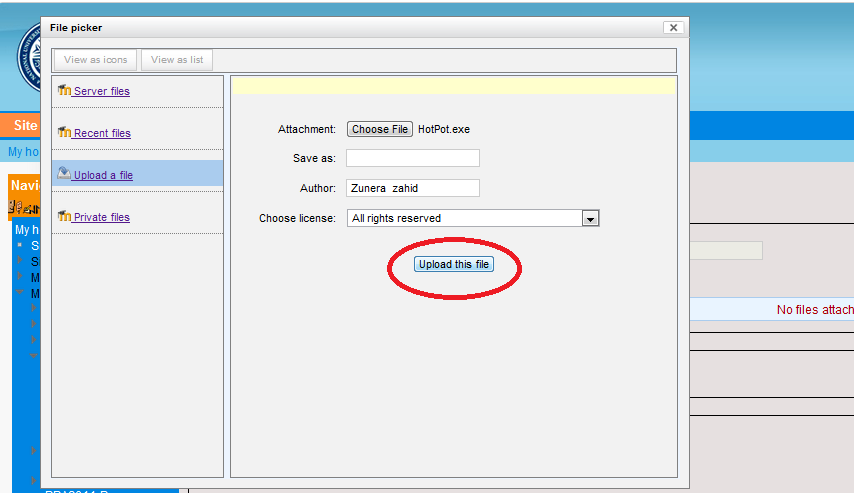 File picker
View as icons View as list
Server files
Recent files
Upload a file
Private files
Attachment: Choose File HotPot.exe
Save as:
Author: Zunera zahid
Choose license: All rights reserved
Upload this file
Site
My ho
Navi
My h
S
S
M
M
No files attach